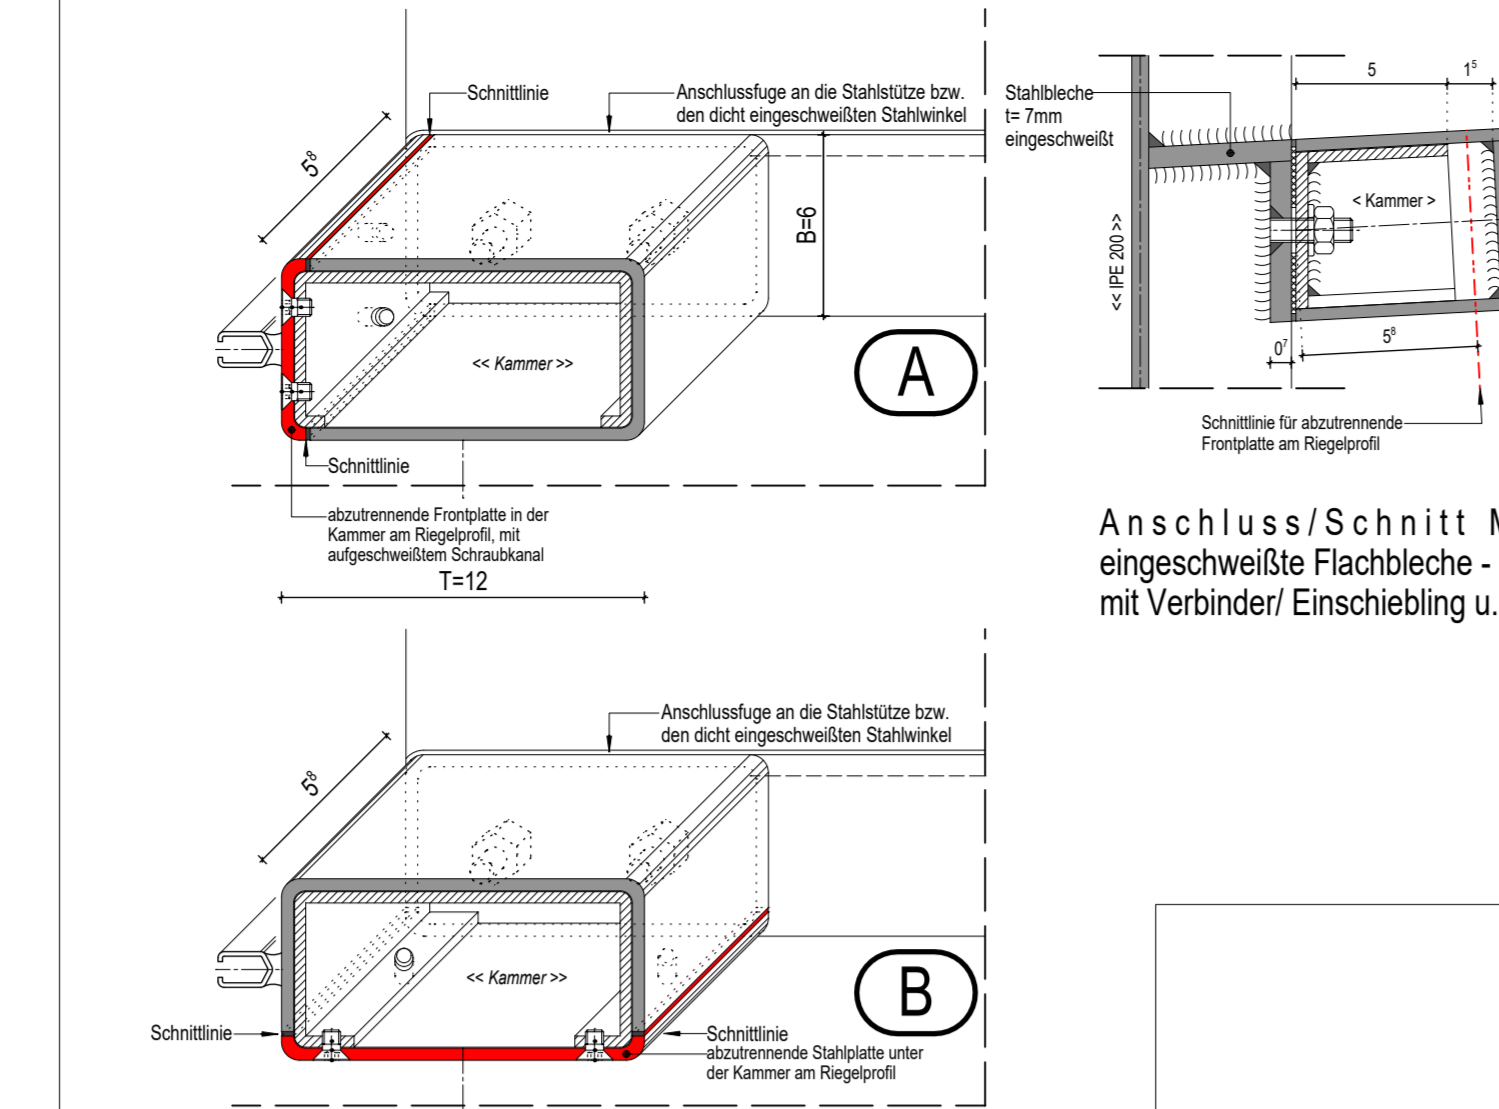 Schnittlinie
Anschlussfuge an die Stahlstütze bzw.
den dicht eingeschweißten Stahlwinkel
5⁸
B=6
<< Kammer >>
A
Schnittlinie
abzutrennende Frontplatte in der
Kammer am Riegelprofil, mit
aufgeschweißtem Schraubkanal
T=12
Stahlbleche
t= 7mm
eingeschweißt
5
1⁵
< Kammer >
<< IPE 200 >>
0⁷
5⁸
Schnittlinie für abzutrennende
Frontplatte am Riegelprofil
Anschluss/Schnitt
eingeschweißte Flachbleche -
mit Verbinder/ Einschiebling u.
Anschlussfuge an die Stahlstütze bzw.
den dicht eingeschweißten Stahlwinkel
5⁸
<< Kammer >>
B
Schnittlinie
Schnittlinie
abzutrennende Stahlplatte unter
der Kammer am Riegelprofil